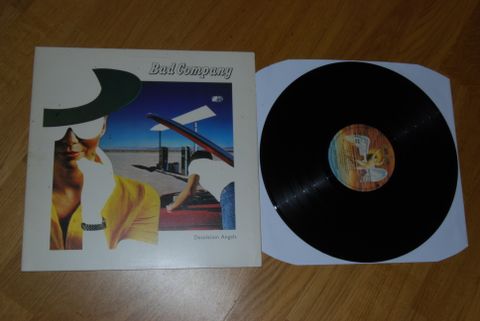 Bad Company
Desolation Angels